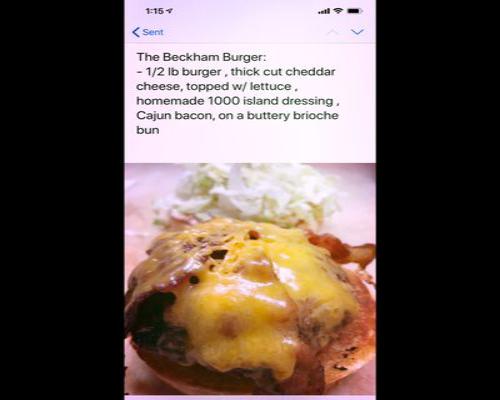 1:15
Sent
The Beckham Burger:
- 1/2 lb burger , thick cut cheddar
cheese, topped w/ lettuce ,
homemade 1000 island dressing ,
Cajun bacon, on a buttery brioche
bun